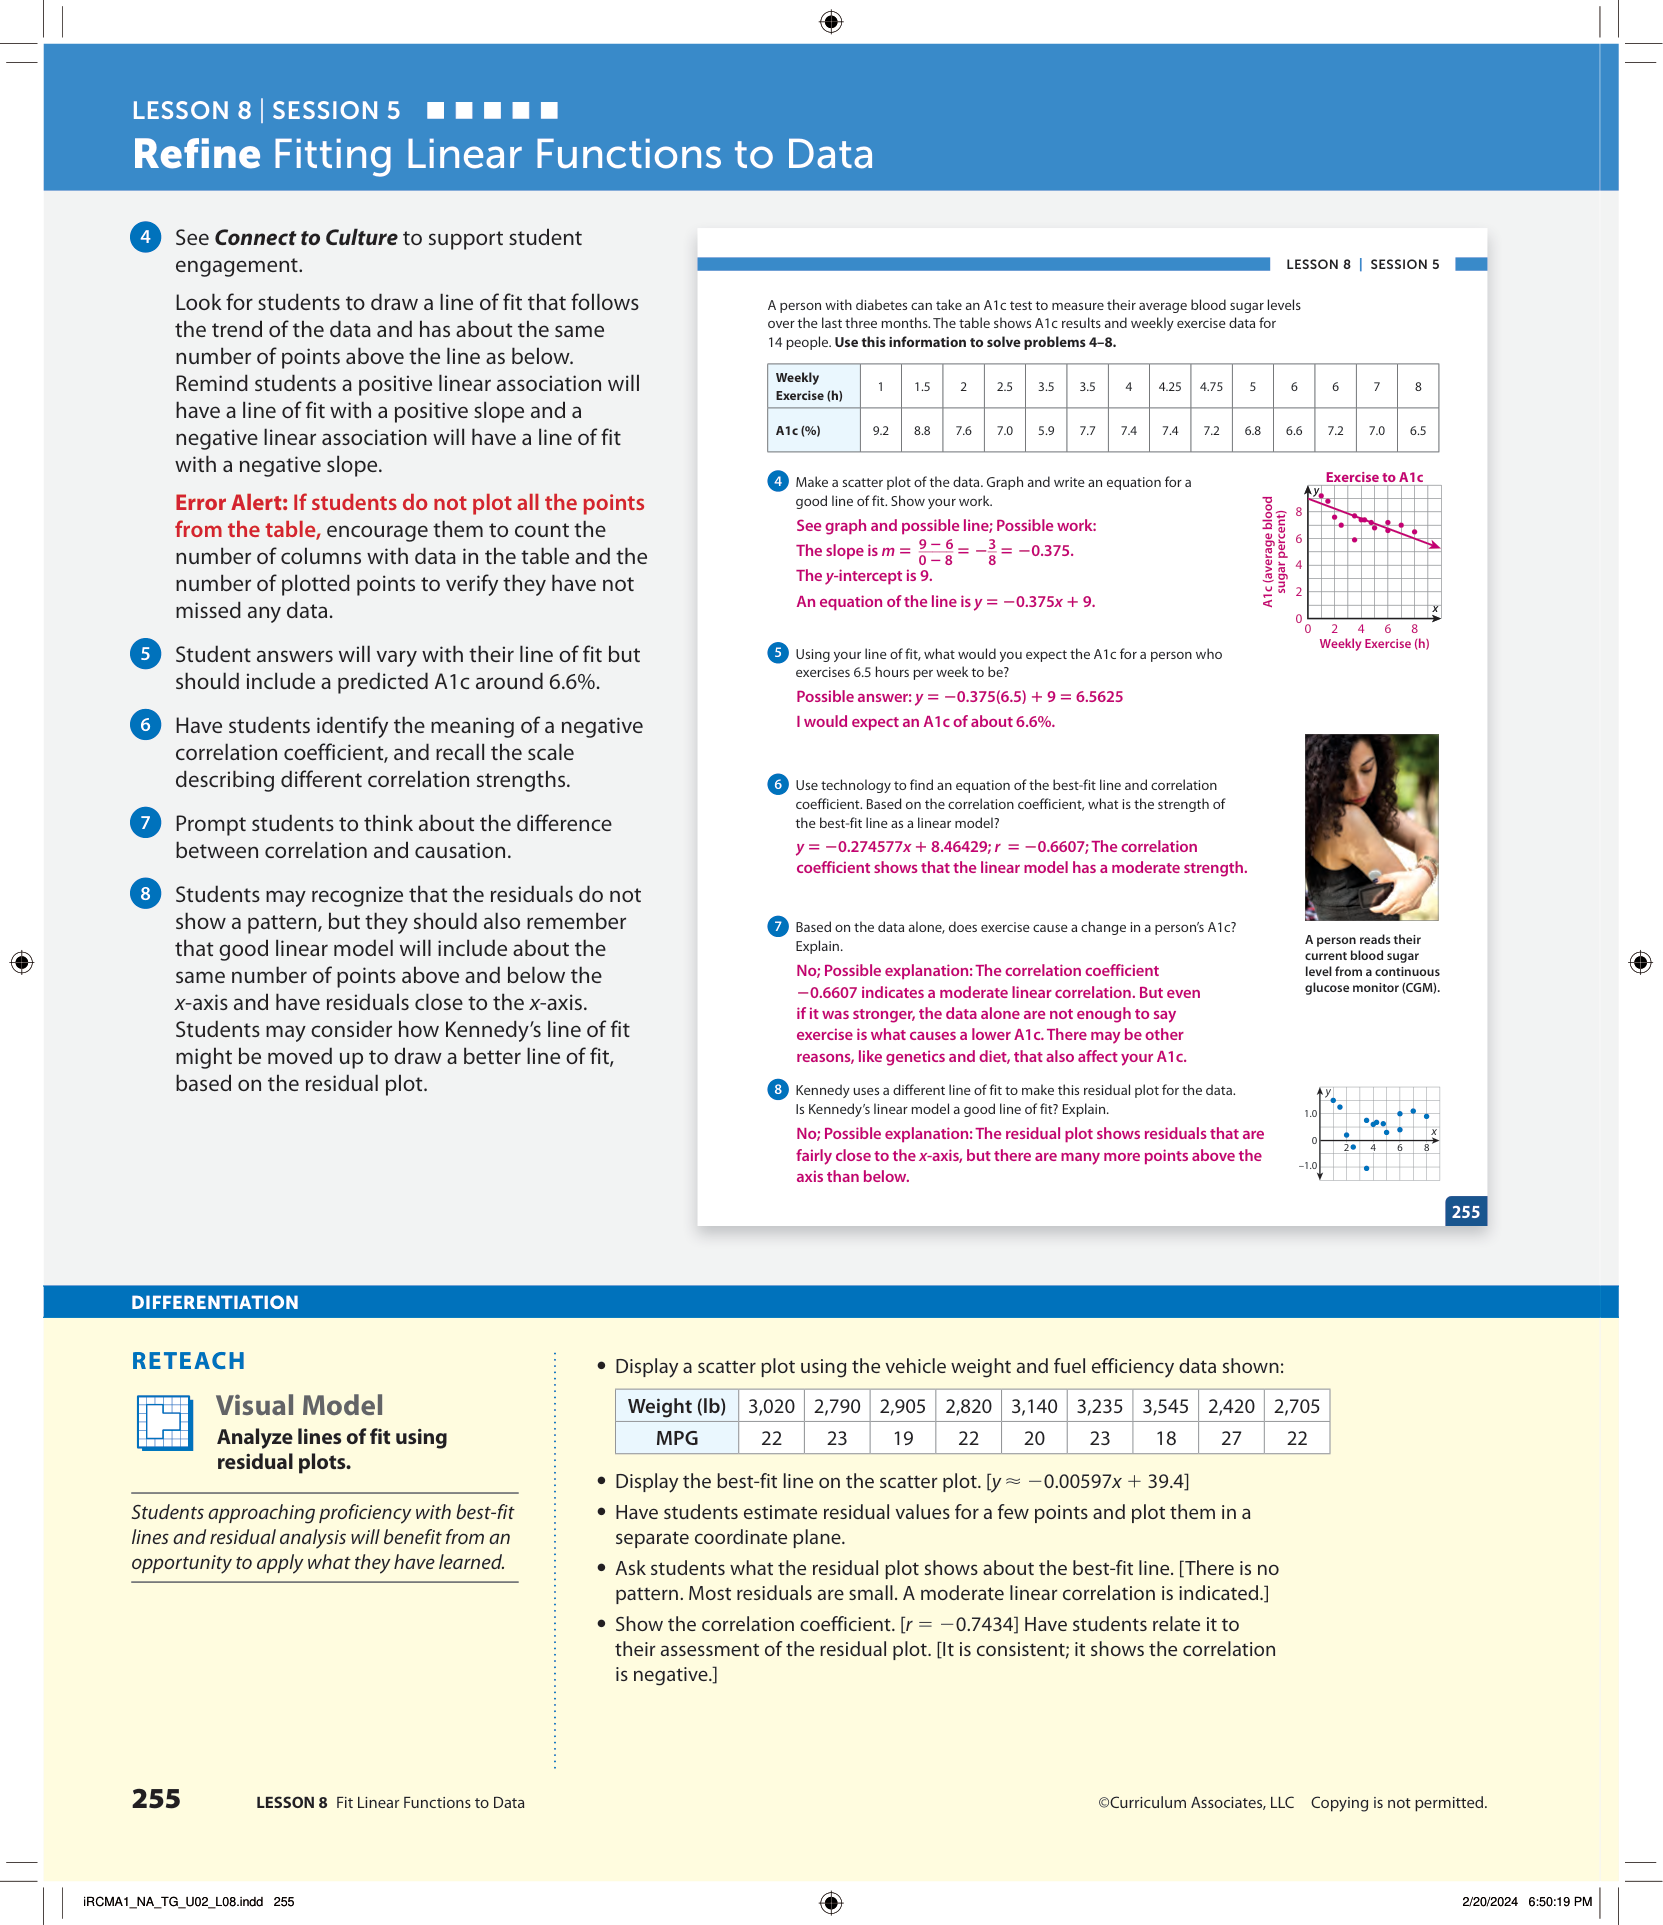 LESSON 8 | SESSION 5
Refine Fitting Linear Functions to Data
4 See Connect to Culture to support student
engagement.
Look for students to draw a line of fit that follows
the trend of the data and has about the same
number of points above the line as below.
Remind students a positive linear association will
have a line of fit with a positive slope and a
negative linear association will have a line of fit
with a negative slope.
Error Alert: If students do not plot all the points
from the table, encourage them to count the
number of columns with data in the table and the
number of plotted points to verify they have not
missed any data.
5 Student answers will vary with their line of fit but
should include a predicted A1c around 6.6%.
6 Have students identify the meaning of a negative
correlation coefficient, and recall the scale
describing different correlation strengths.
7 Prompt students to think about the difference
between correlation and causation.
8 Students may recognize that the residuals do not
show a pattern, but they should also remember
that good linear model will include about the
same number of points above and below the
x-axis and have residuals close to the x-axis.
Students may consider how Kennedy's line of fit
might be moved up to draw a better line of fit,
based on the residual plot.
LESSON 8 | SESSION 5
A person with diabetes can take an A1c test to measure their average blood sugar levels
over the last three months. The table shows A1c results and weekly exercise data for
14 people. Use this information to solve problems 4–8.
Weekly
Exercise (h) 1 1.5 2 2.5 3.5 3.5 4 4.25 4.75 5 6 6 7 8
A1c (%) 9.2 8.8 7.6 7.0 5.9 7.7 7.4 7.4 7.2 6.8 6.6 7.2 7.0 6.5
4 Make a scatter plot of the data. Graph and write an equation for a
good line of fit. Show your work.
See graph and possible line; Possible work:
The slope is m = (9 − 6)/(0 − 8) = −3/8 = −0.375.
The y-intercept is 9.
An equation of the line is y = −0.375x + 9.
Exercise to A1c
A1c (average blood
sugar percent)
y
8
6
4
2
0
x
0 2 4 6 8
Weekly Exercise (h)
5 Using your line of fit, what would you expect the A1c for a person who
exercises 6.5 hours per week to be?
Possible answer: y = −0.375(6.5) + 9 = 6.5625
I would expect an A1c of about 6.6%.
6 Use technology to find an equation of the best-fit line and correlation
coefficient. Based on the correlation coefficient, what is the strength of
the best-fit line as a linear model?
y = −0.274577x + 8.46429; r = −0.6607; The correlation
coefficient shows that the linear model has a moderate strength.
7 Based on the data alone, does exercise cause a change in a person's A1c?
Explain.
No; Possible explanation: The correlation coefficient
−0.6607 indicates a moderate linear correlation. But even
if it was stronger, the data alone are not enough to say
exercise is what causes a lower A1c. There may be other
reasons, like genetics and diet, that also affect your A1c.
A person reads their
current blood sugar
level from a continuous
glucose monitor (CGM).
8 Kennedy uses a different line of fit to make this residual plot for the data.
Is Kennedy's linear model a good line of fit? Explain.
No; Possible explanation: The residual plot shows residuals that are
fairly close to the x-axis, but there are many more points above the
axis than below.
y
1.0
0
−1.0
x
2 4 6 8
255
DIFFERENTIATION
RETEACH
Visual Model
Analyze lines of fit using
residual plots.
Students approaching proficiency with best-fit
lines and residual analysis will benefit from an
opportunity to apply what they have learned.
• Display a scatter plot using the vehicle weight and fuel efficiency data shown:
Weight (lb) 3,020 2,790 2,905 2,820 3,140 3,235 3,545 2,420 2,705
MPG 22 23 19 22 20 23 18 27 22
• Display the best-fit line on the scatter plot. [y ≈ −0.00597x + 39.4]
• Have students estimate residual values for a few points and plot them in a
separate coordinate plane.
• Ask students what the residual plot shows about the best-fit line. [There is no
pattern. Most residuals are small. A moderate linear correlation is indicated.]
• Show the correlation coefficient. [r = −0.7434] Have students relate it to
their assessment of the residual plot. [It is consistent; it shows the correlation
is negative.]
255 LESSON 8 Fit Linear Functions to Data
©Curriculum Associates, LLC Copying is not permitted.
iRCMA1_NA_TG_U02_L08.indd 255
2/20/2024 6:50:19 PM